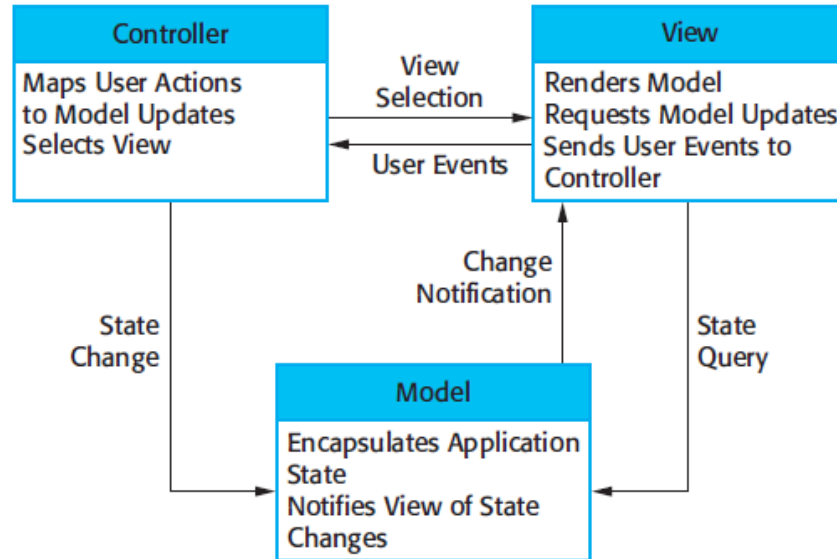 Controller
Maps User Actions
to Model Updates
Selects View
View
Selection
User Events
View
Renders Model
Requests Model Updates
Sends User Events to
Controller
State
Change
Change
Notification
State
Query
Model
Encapsulates Application
State
Notifies View of State
Changes